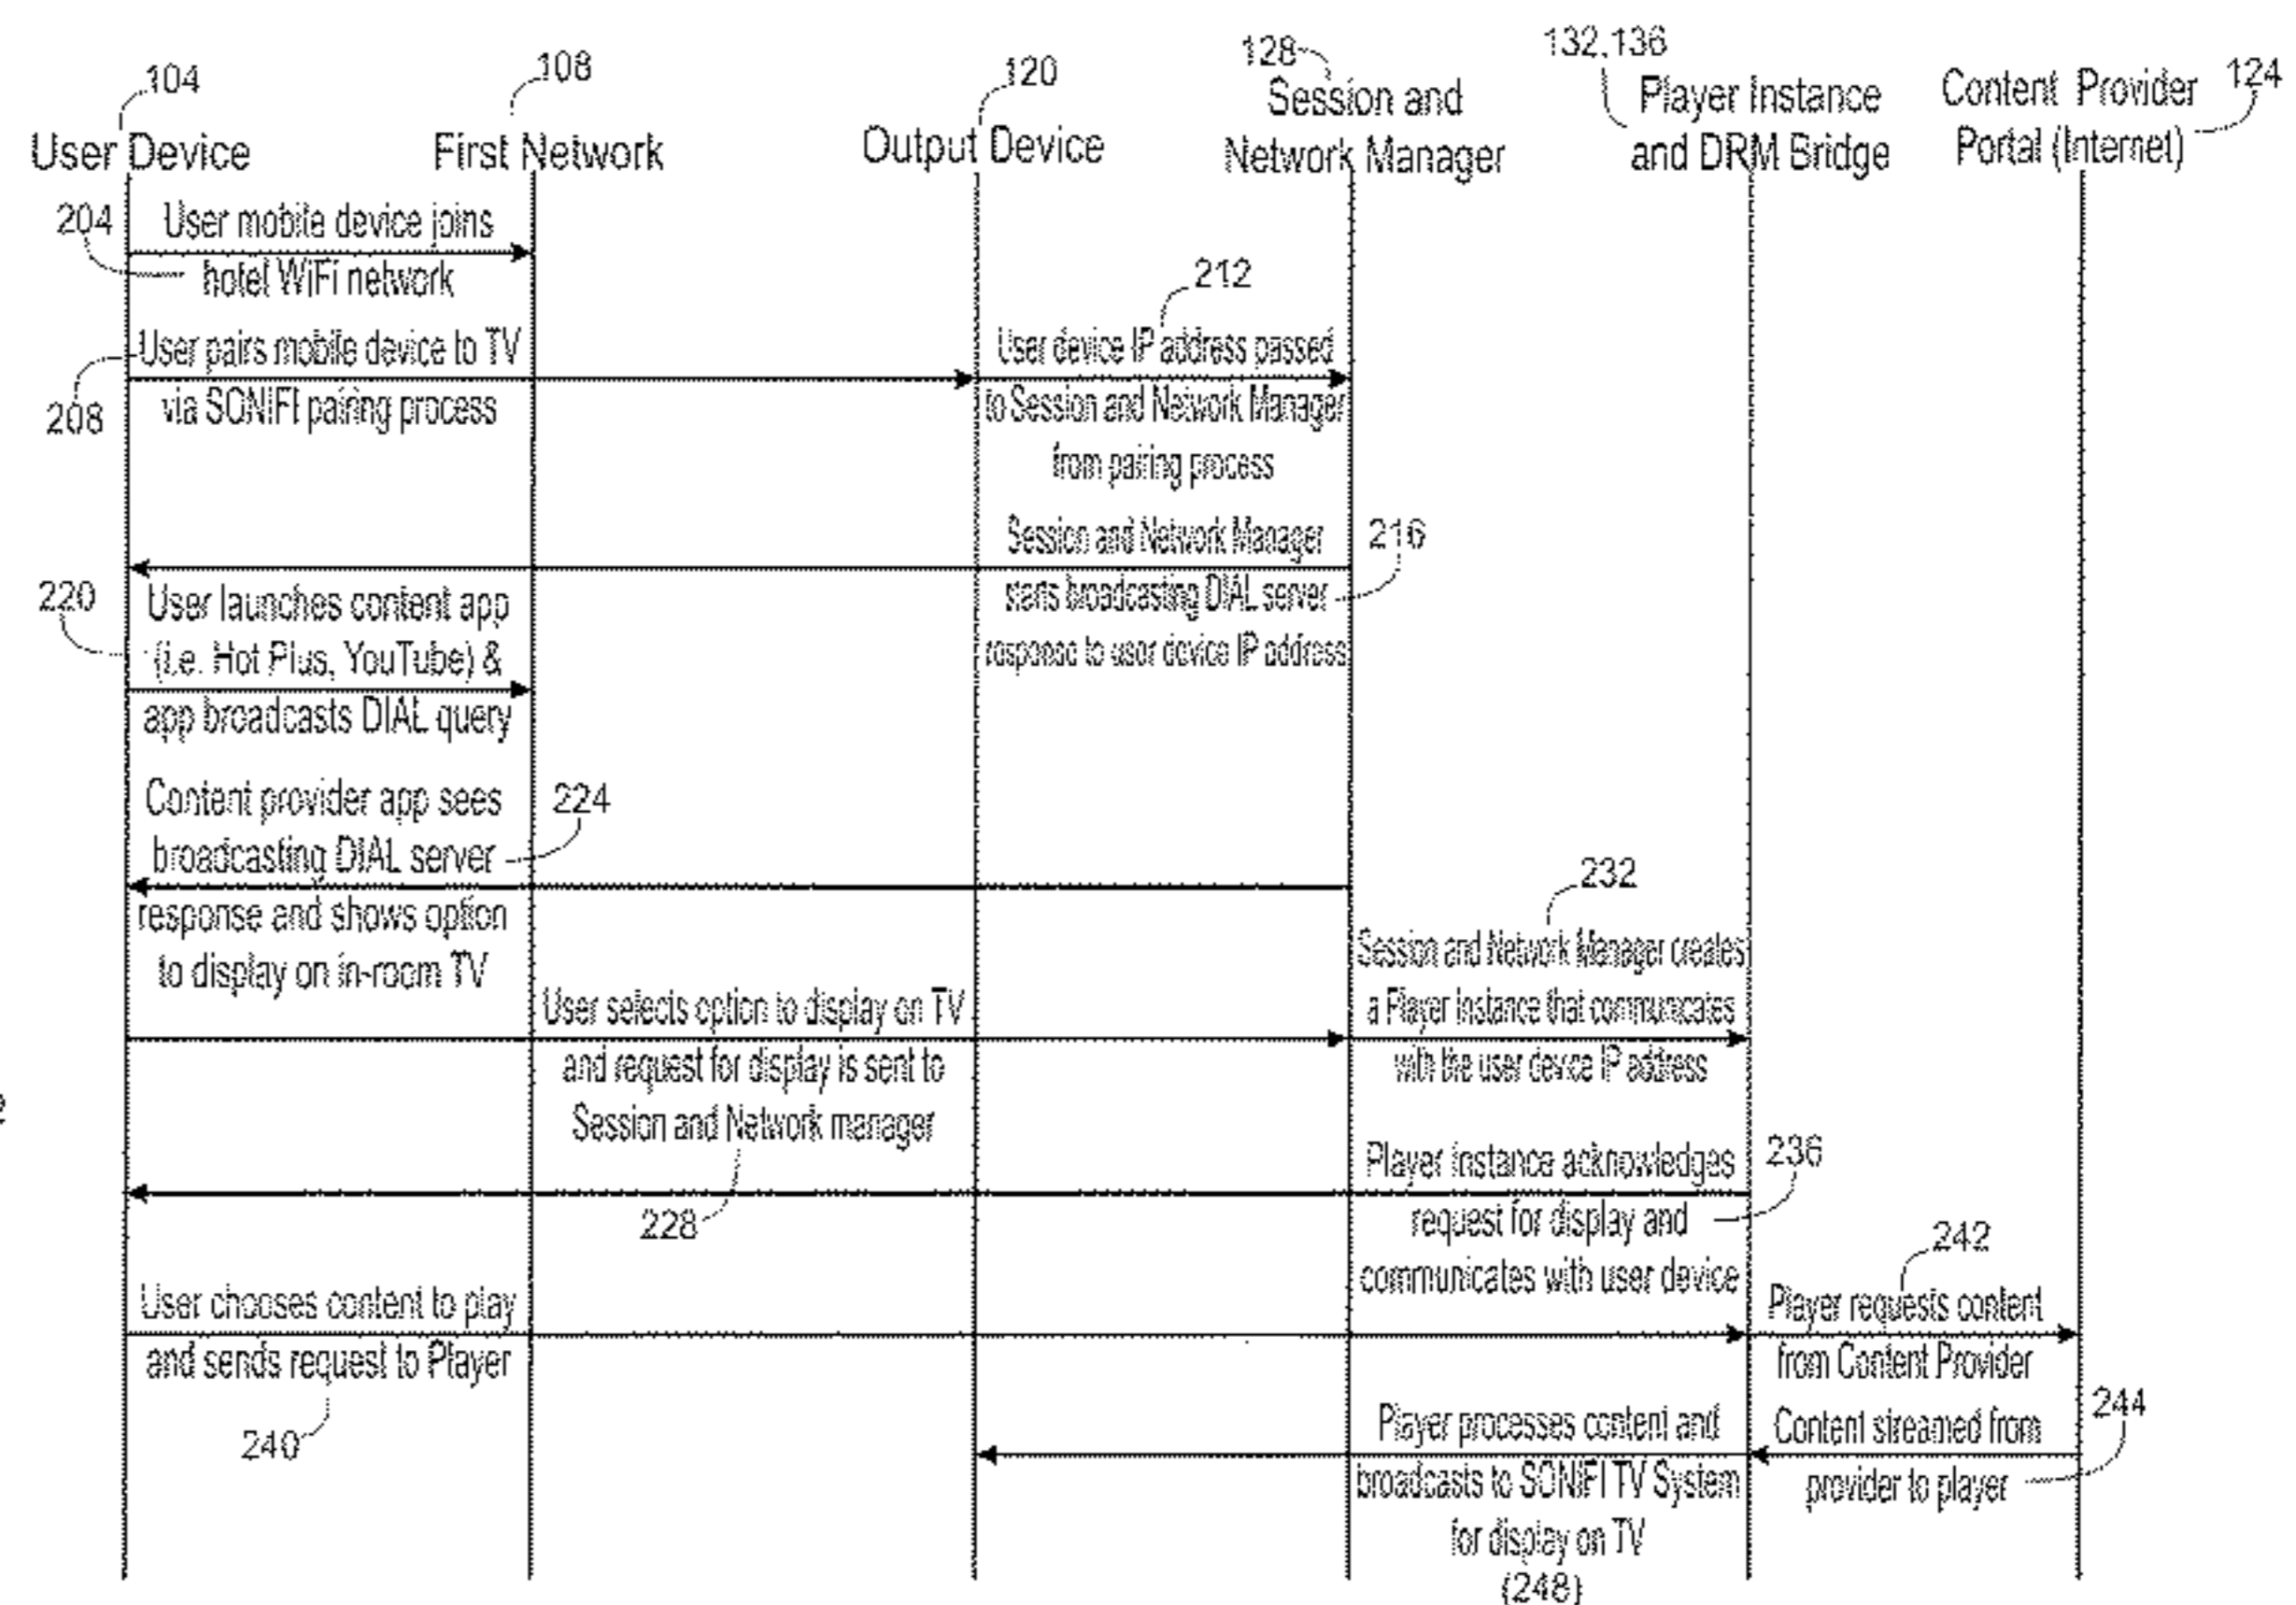 104
User Device
108
First Network
120
Output Device
128
Session and
Network Manager
132,136
Player Instance
and DRM Bridge
Content Provider
Portal (Internet)
124
204
User mobile device joins
hotel WiFi network
208
User pairs mobile device to TV
via SONIFI pairing process
212
User device IP address passed
to Session and Network Manager
from pairing process
216
Session and Network Manager
starts broadcasting DIAL server
response to user device IP address
220
User launches content app
(i.e. Hot Plus, YouTube) &
app broadcasts DIAL query
224
Content provider app sees
broadcasting DIAL server
response and shows option
to display on in-room TV
User selects option to display on TV
and request for display is sent to
Session and Network manager
228
232
Session and Network Manager creates
a Player Instance that communicates
with the user device IP address
236
Player instance acknowledges
request for display and
communicates with user device
User chooses content to play
and sends request to Player
240
242
Player requests content
from Content Provider
244
Content streamed from
provider to player
Player processes content and
broadcasts to SONIFI TV System
for display on TV
(248)